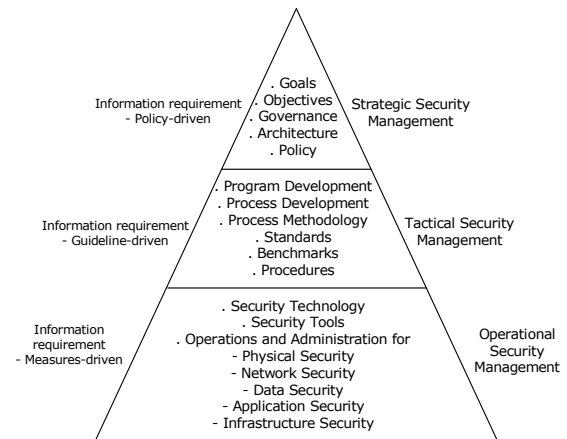 . Goals
. Objectives
. Governance
. Architecture
. Policy
Information requirement
- Policy-driven
Strategic Security
Management
. Program Development
. Process Development
. Process Methodology
. Standards
. Benchmarks
. Procedures
Information requirement
- Guideline-driven
Tactical Security
Management
. Security Technology
. Security Tools
. Operations and Administration for
- Physical Security
- Network Security
- Data Security
- Application Security
- Infrastructure Security
Information
requirement
- Measures-driven
Operational
Security
Management